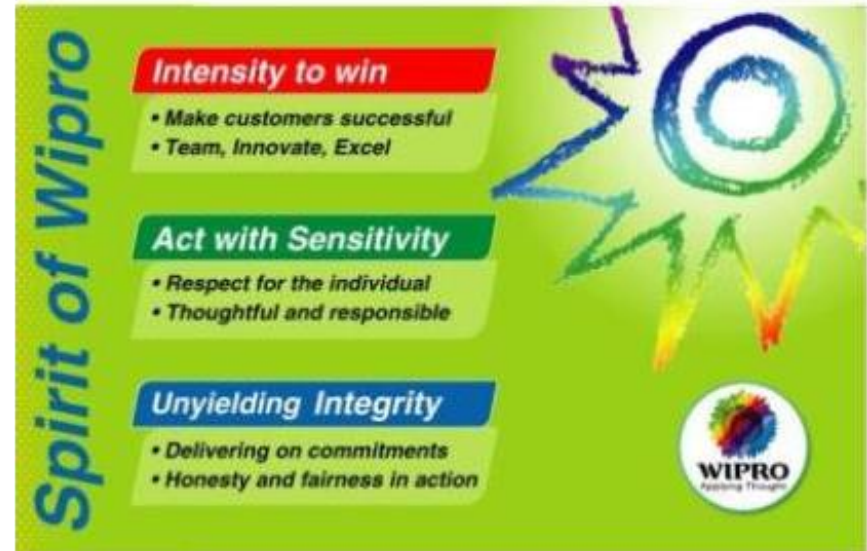 Spirit of Wipro
Intensity to win
• Make customers successful
• Team, Innovate, Excel
Act with Sensitivity
• Respect for the individual
• Thoughtful and responsible
Unyielding Integrity
• Delivering on commitments
• Honesty and fairness in action
WIPRO
Applying Thought